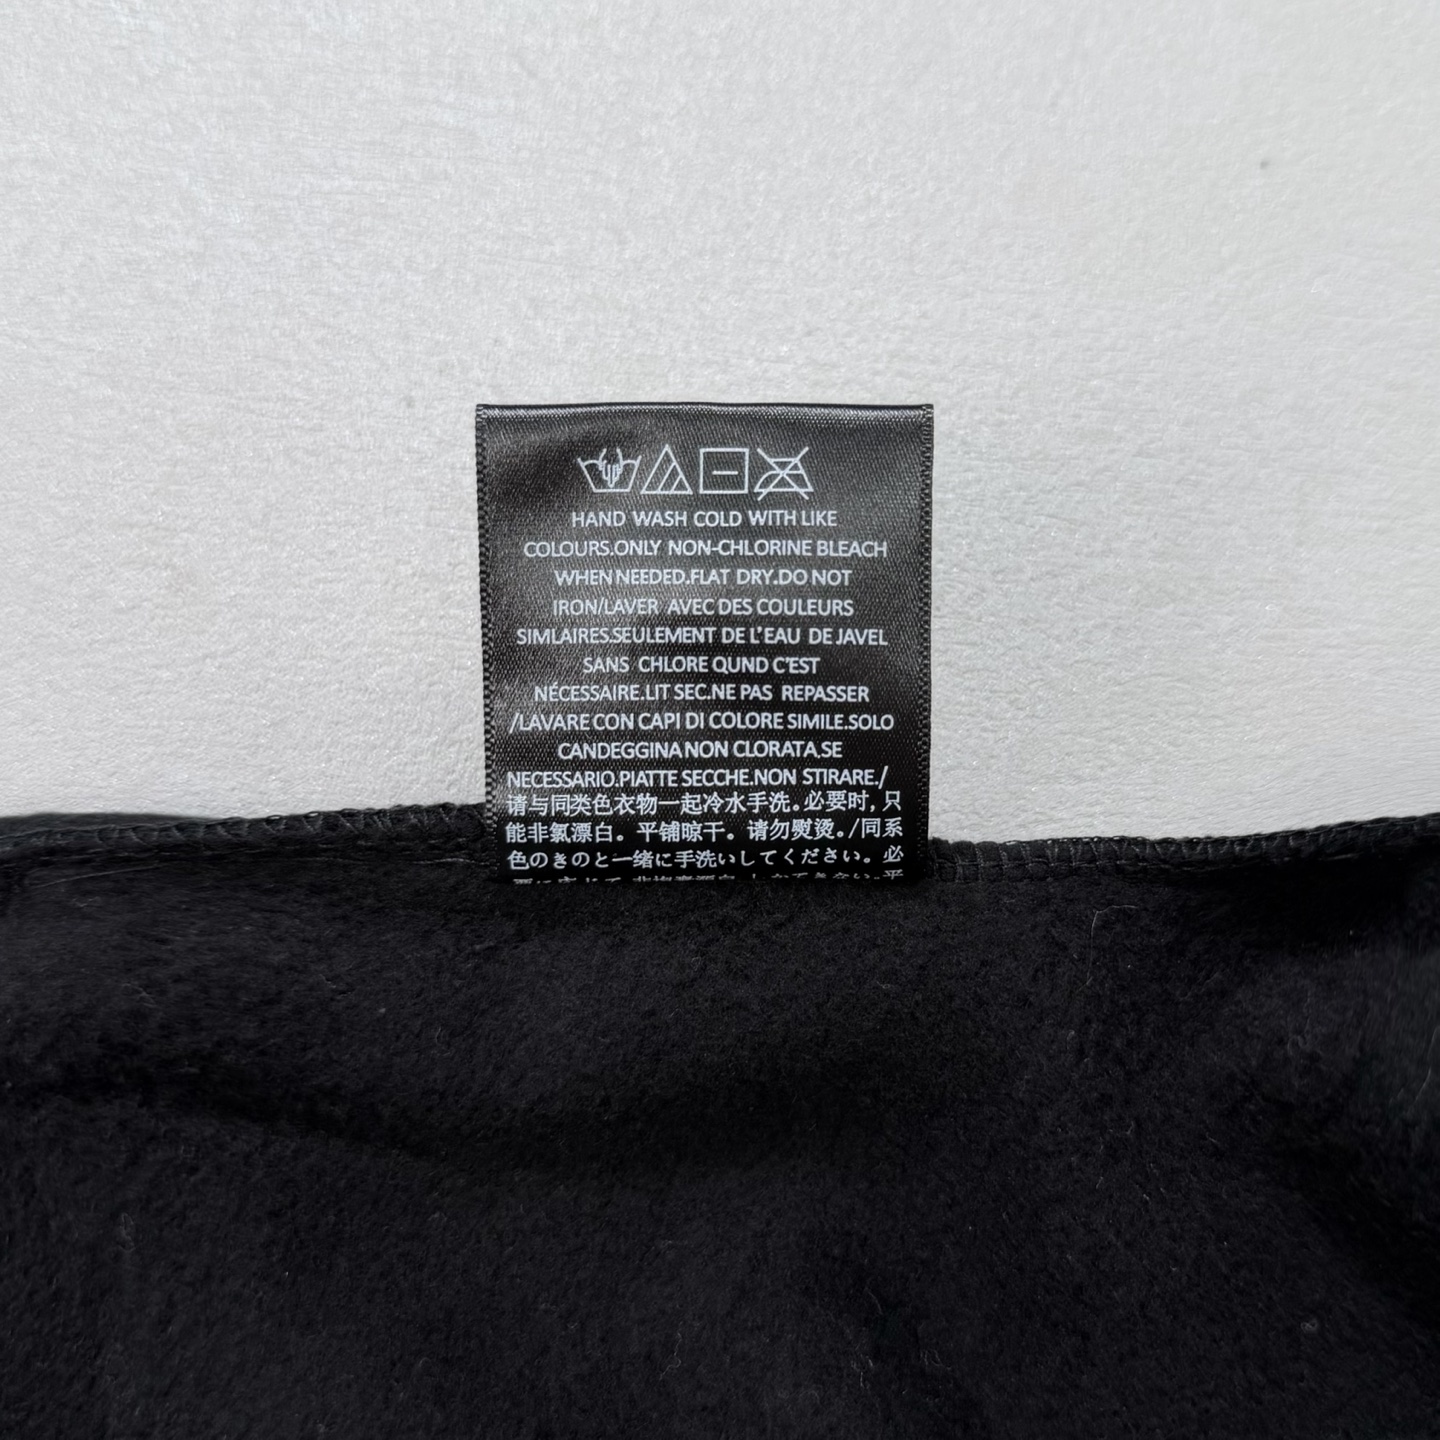 HAND WASH COLD WITH LIKE
COLOURS.ONLY NON-CHLORINE BLEACH
WHEN NEEDED.FLAT DRY.DO NOT
IRON/LAVER AVEC DES COULEURS
SIMLAIRES.SEULEMENT DE L'EAU DE JAVEL
SANS CHLORE QUND C'EST
NÉCESSAIRE.LIT SEC.NE PAS REPASSER
/LAVARE CON CAPI DI COLORE SIMILE.SOLO
CANDEGGINA NON CLORATA.SE
NECESSARIO.PIATTE SECCHE.NON STIRARE./
请与同类色衣物一起冷水手洗。必要时, 只
能非氯漂白。平铺晾干。请勿熨烫。/同系
色のきのと一緒に手洗いしてください。必